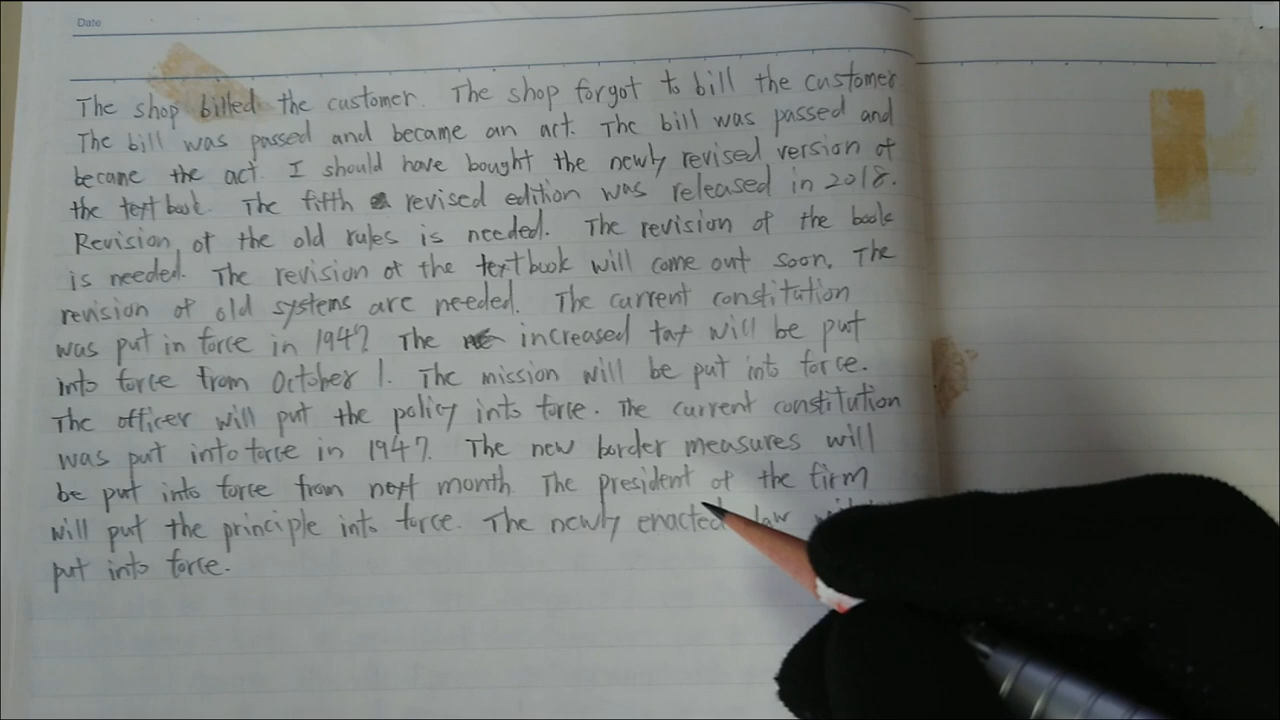 Date
The shop billed the customer. The shop forgot to bill the customer
The bill was passed and became an act. The bill was passed and
became the act. I should have bought the newly revised version of
the textbook. The fifth revised edition was released in 2018.
Revision of the old rules is needed. The revision of the book
is needed. The revision of the textbook will come out soon. The
revision of old systems are needed. The current constitution
was put in force in 1947 The increased tax will be put
into force from October 1. The mission will be put into force.
The officer will put the policy into force. The current constitution
was put into force in 1947. The new border measures will
be put into force from next month. The president of the firm
will put the principle into force. The newly enacted law
put into force.